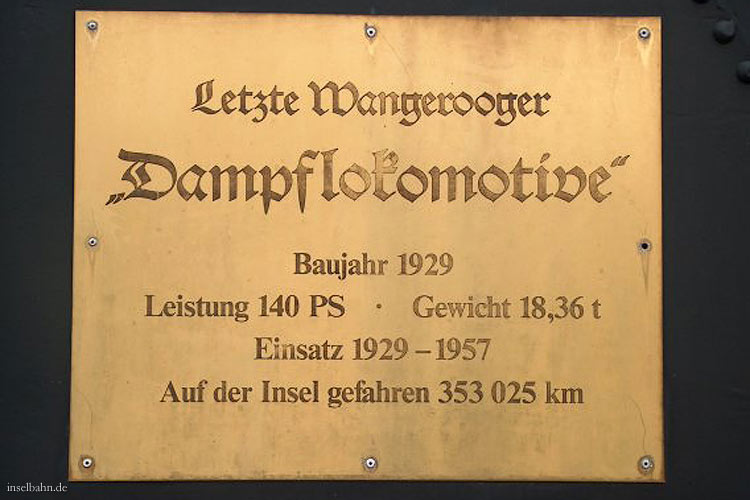 Letzte Wangerooger
„Dampflokomotive“
Baujahr 1929
Leistung 140 PS · Gewicht 18,36 t
Einsatz 1929 – 1957
Auf der Insel gefahren 353 025 km
inselbahn.de